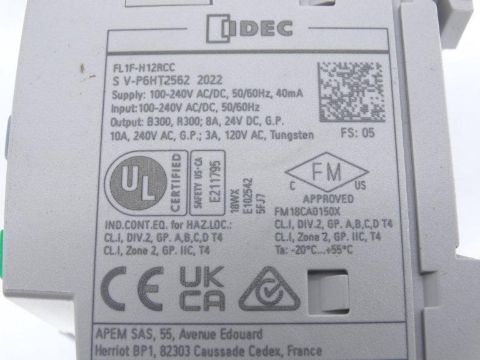 IDEC
FL1F-H12RCC
S V-P6HT2562 2022
Supply: 100-240V AC/DC, 50/60Hz, 40mA
Input:100-240V AC/DC, 50/60Hz
Output: B300, R300; 8A, 24V DC, G.P.
10A, 240V AC, G.P.; 3A, 120V AC, Tungsten
FS: 05
UL
CERTIFIED
SAFETY US-CA
E211795
18WX
E102542
5FJ7
FM
C US
APPROVED
FM18CA0150X
IND.CONT.EQ. for HAZ.LOC.:
CL.I, DIV.2, GP. A,B,C,D T4
CL.I, Zone 2, GP. IIC, T4
CL.I, DIV.2, GP. A,B,C,D T4
CL.I, Zone 2, GP. IIC, T4
Ta: -20°C...+55°C
CE
UK
CA
APEM SAS, 55, Avenue Edouard
Herriot BP1, 82303 Caussade Cedex, France